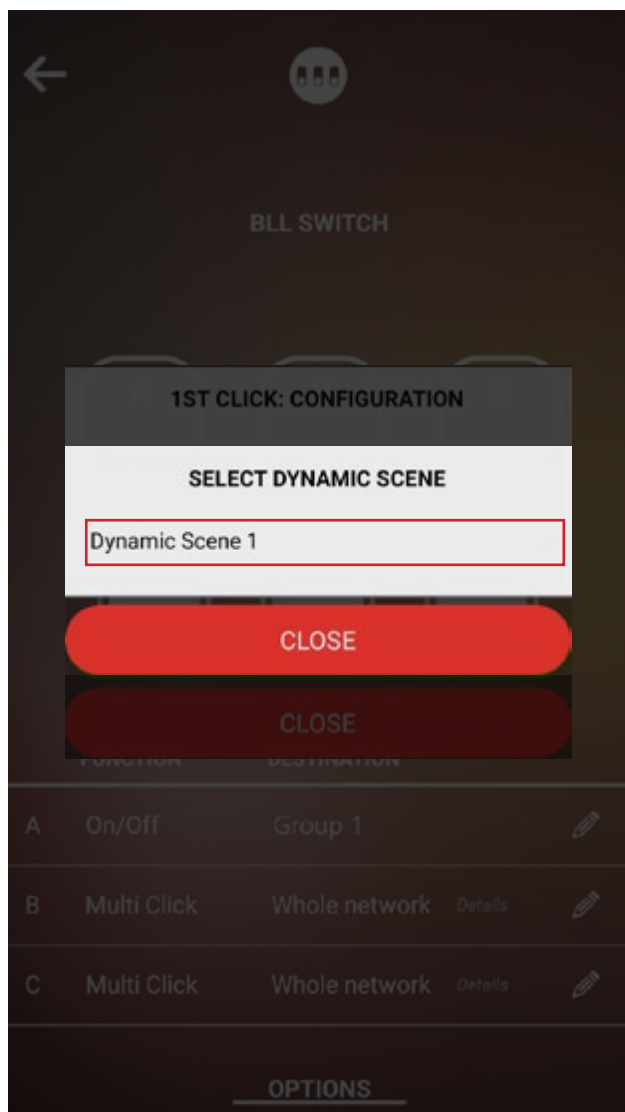 BLL SWITCH
A
C
1ST CLICK: CONFIGURATION
SELECT DYNAMIC SCENE
Dynamic Scene 1
CLOSE
CLOSE
FUNCTION DESTINATION
A On/Off Group 1
B Multi Click Whole network Details
C Multi Click Whole network Details
OPTIONS